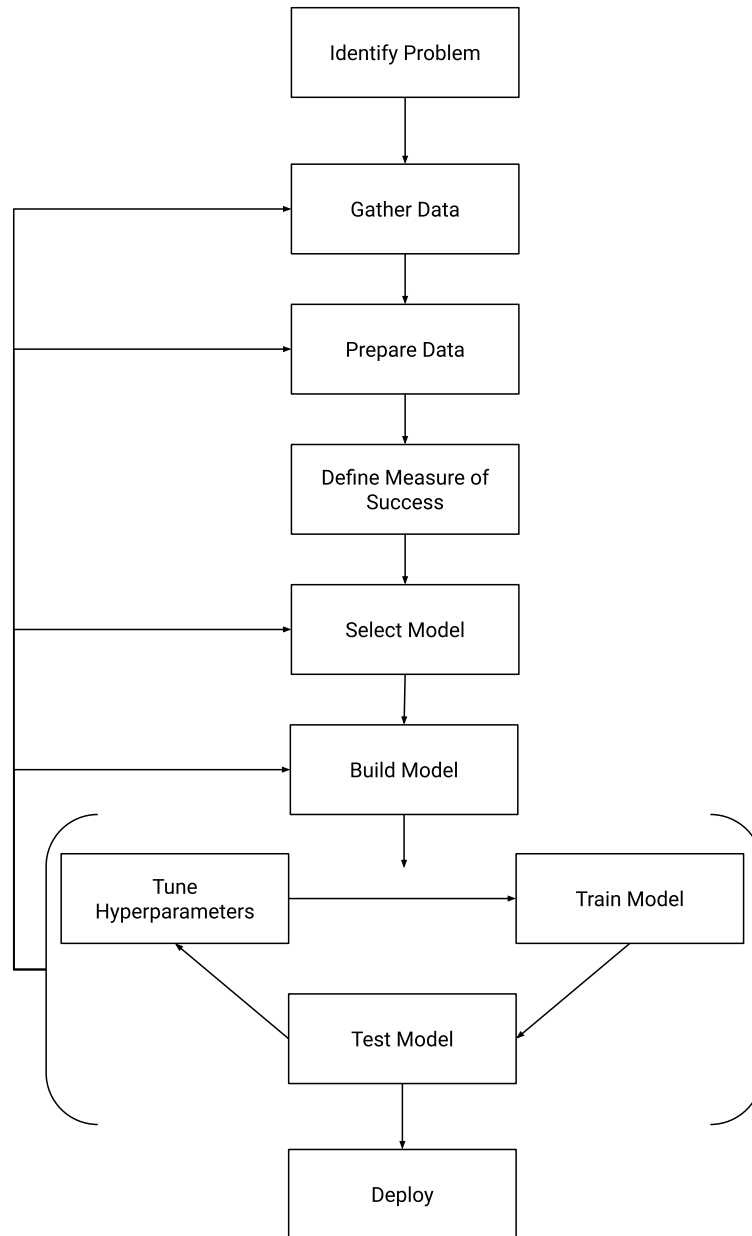 Identify Problem
Gather Data
Prepare Data
Define Measure of
Success
Select Model
Build Model
Tune
Hyperparameters
Train Model
Test Model
Deploy